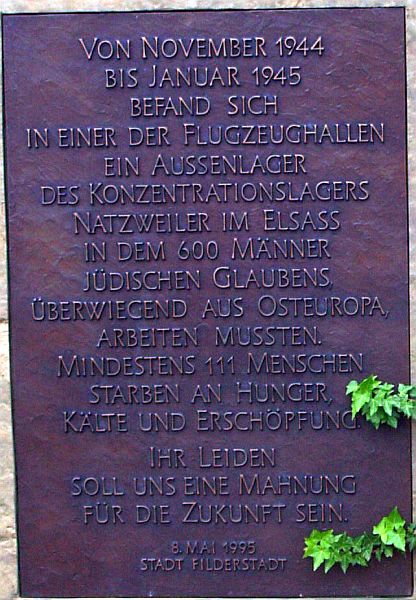 VON NOVEMBER 1944
BIS JANUAR 1945
BEFAND SICH
IN EINER DER FLUGZEUGHALLEN
EIN AUSSENLAGER
DES KONZENTRATIONSLAGERS
NATZWEILER IM ELSASS
IN DEM 600 MÄNNER
JÜDISCHEN GLAUBENS,
ÜBERWIEGEND AUS OSTEUROPA,
ARBEITEN MUSSTEN.
MINDESTENS 111 MENSCHEN
STARBEN AN HUNGER,
KÄLTE UND ERSCHÖPFUNG.
IHR LEIDEN
SOLL UNS EINE MAHNUNG
FÜR DIE ZUKUNFT SEIN.
8. MAI 1995
STADT FILDERSTADT